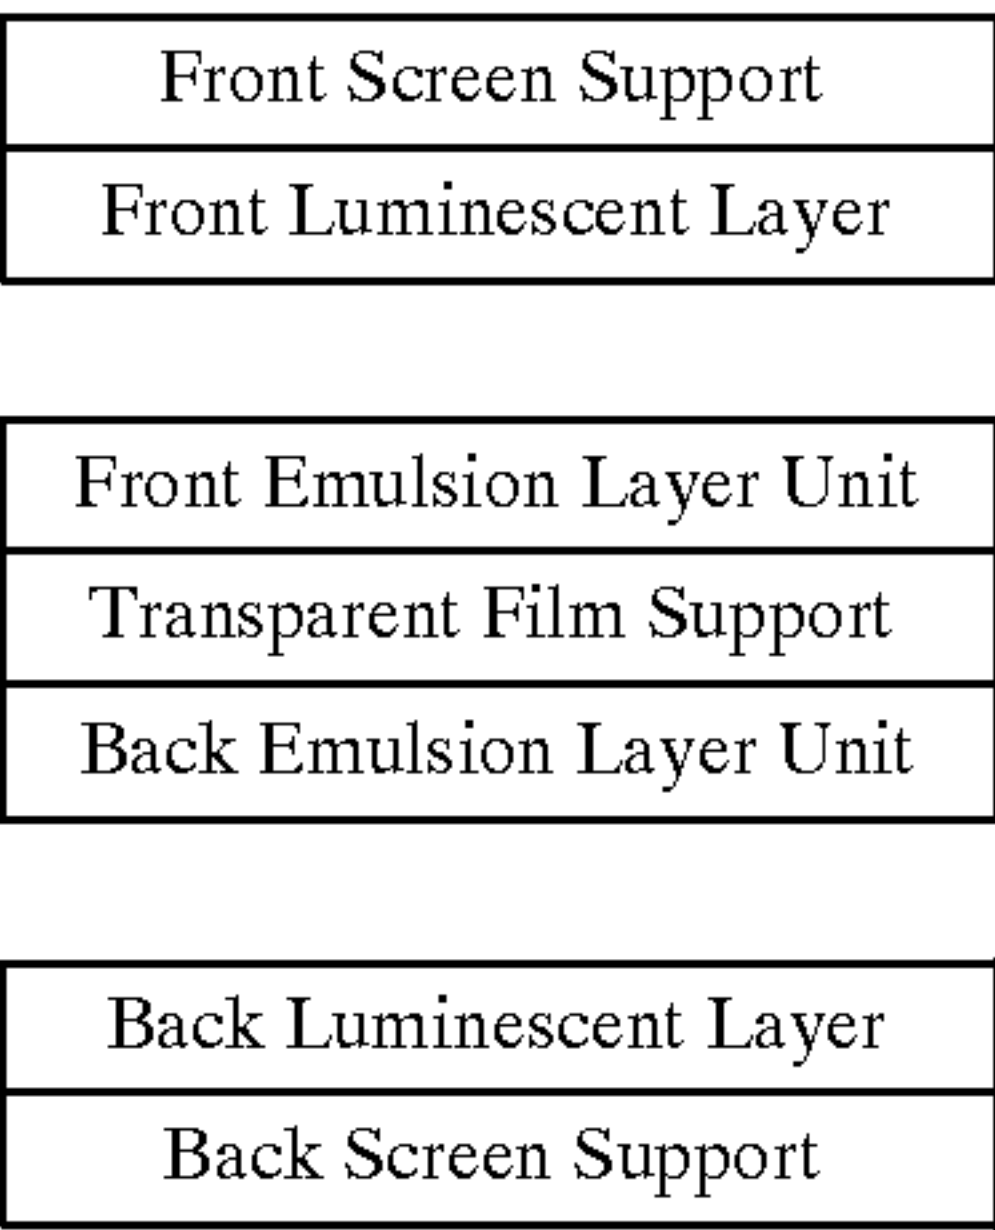 Front Screen Support
Front Luminescent Layer
Front Emulsion Layer Unit
Transparent Film Support
Back Emulsion Layer Unit
Back Luminescent Layer
Back Screen Support